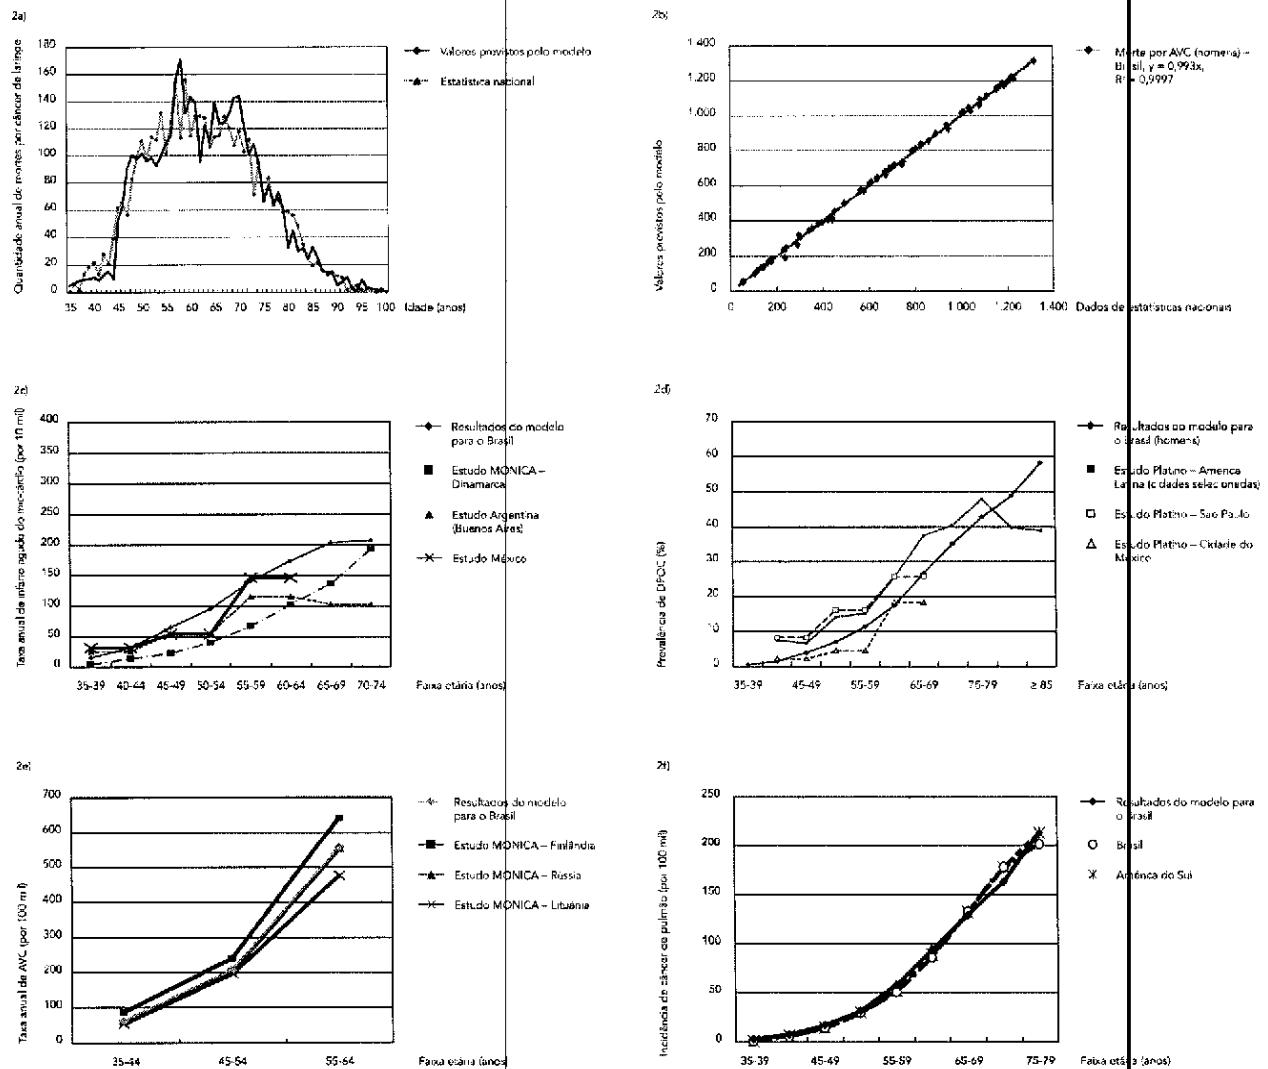 2a)
Quantidade anual de mortes por câncer de laringe
180
160
140
120
100
80
60
40
20
0
35 40 45 50 55 60 65 70 75 80 85 90 95 100 Idade (anos)
Valores previstos pelo modelo
Estatística nacional
2b)
Valores previstos pelo modelo
1.400
1.200
1.000
800
600
400
200
0
0 200 400 600 800 1.000 1.200 1.400 Dados de estatísticas nacionais
Morte por AVC (homens) –
Brasil, y = 0,993x,
R² = 0,9997
2c)
Taxa anual de infarto agudo do miocárdio (por 10 mil)
400
350
300
250
200
150
100
50
0
35-39 40-44 45-49 50-54 55-59 60-64 65-69 70-74 Faixa etária (anos)
Resultados do modelo
para o Brasil
Estudo MONICA –
Dinamarca
Estudo Argentina
(Buenos Aires)
Estudo México
2d)
Prevalência de DPOC (%)
70
60
50
40
30
20
10
0
35-39 45-49 55-59 65-69 75-79 ≥ 85 Faixa etária (anos)
Resultados do modelo para
o Brasil (homens)
Estudo Platino – América
Latina (cidades selecionadas)
Estudo Platino – São Paulo
Estudo Platino – Cidade do
México
2e)
Taxa anual de AVC (por 100 mil)
700
600
500
400
300
200
100
0
35-44 45-54 55-64 Faixa etária (anos)
Resultados do modelo
para o Brasil
Estudo MONICA – Finlândia
Estudo MONICA – Rússia
Estudo MONICA – Lituânia
2f)
Incidência de câncer de pulmão (por 100 mil)
250
200
150
100
50
0
35-39 45-49 55-59 65-69 75-79 Faixa etária (anos)
Resultados do modelo para
o Brasil
Brasil
América do Sul